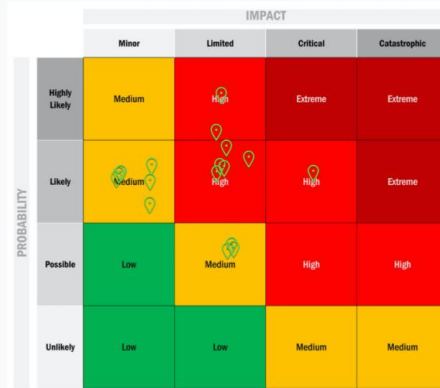 IMPACT
Minor Limited Critical Catastrophic
PROBABILITY
Highly
Likely
Medium High Extreme Extreme
Likely Medium High High Extreme
Possible Low Medium High High
Unlikely Low Low Medium Medium